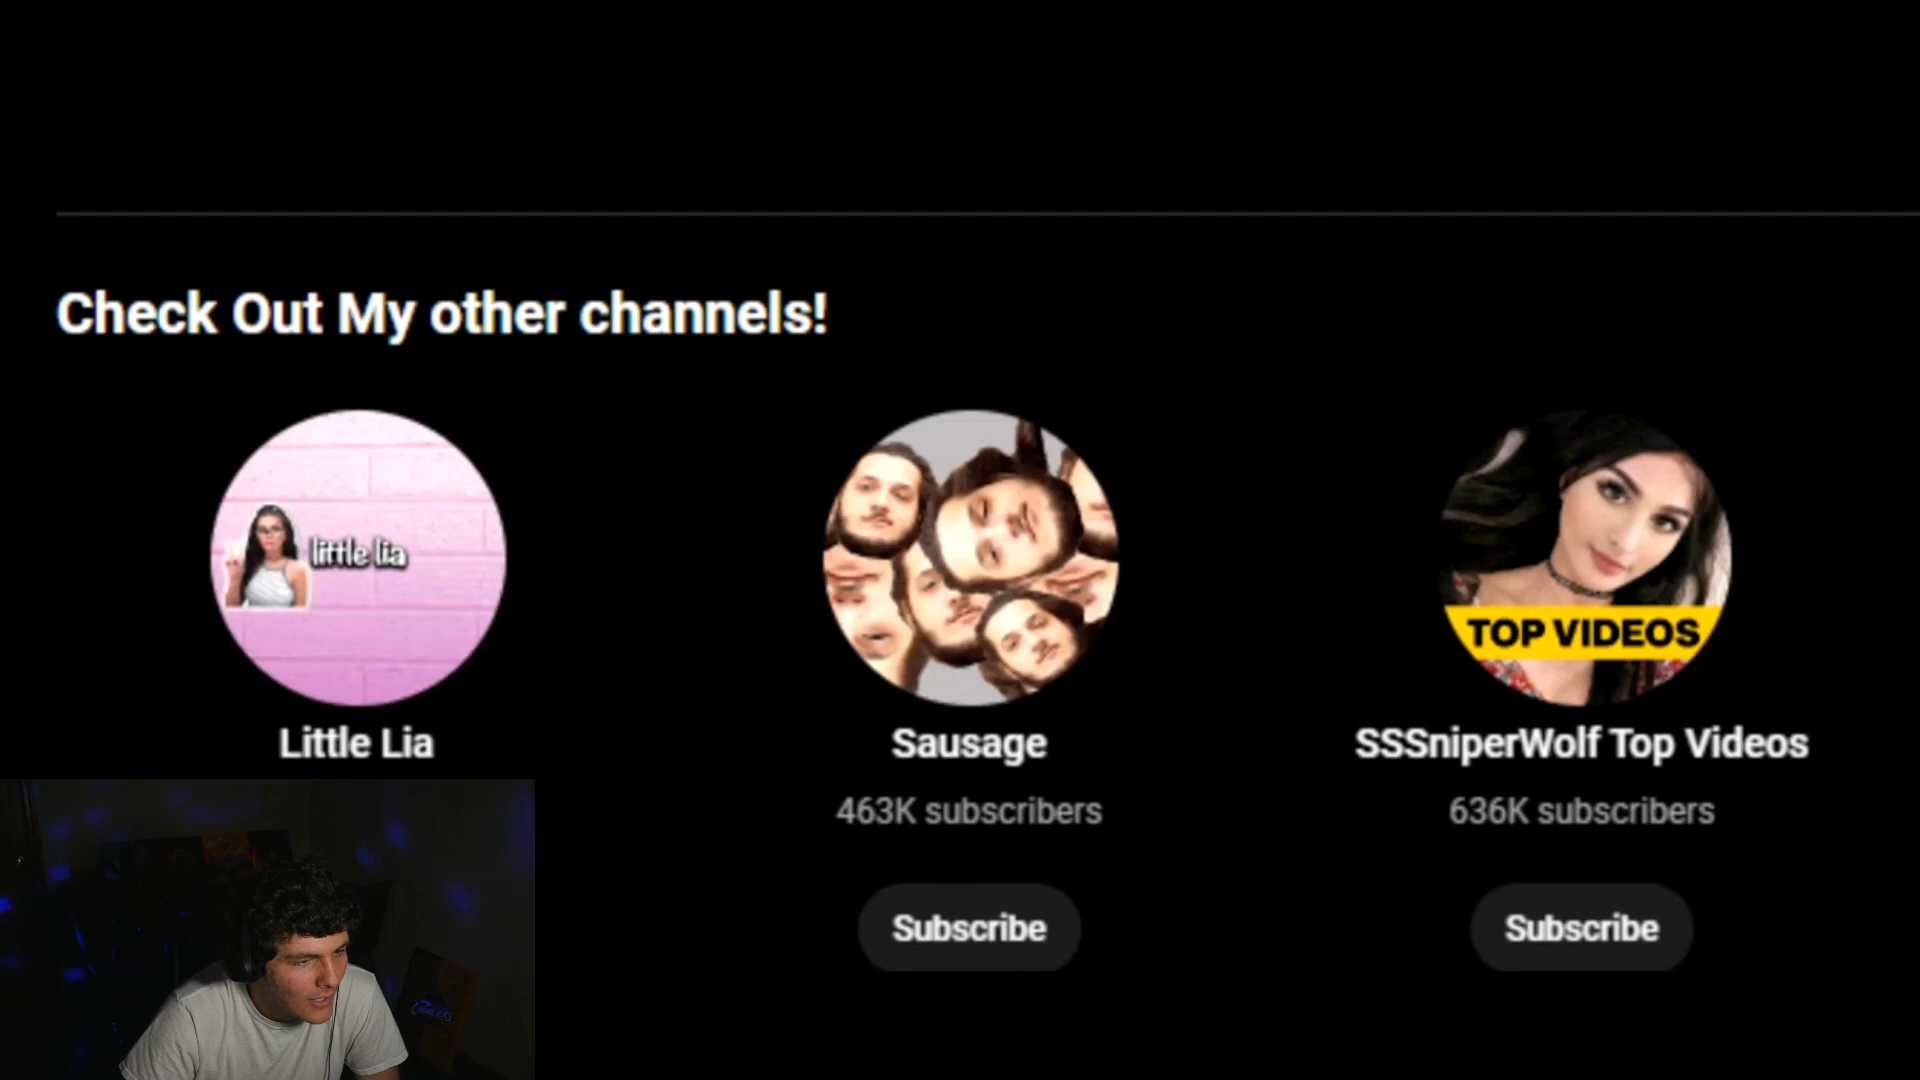 Check Out My other channels!
little lia
TOP VIDEOS
Little Lia
Sausage
SSSniperWolf Top Videos
463K subscribers
636K subscribers
Subscribe
Subscribe